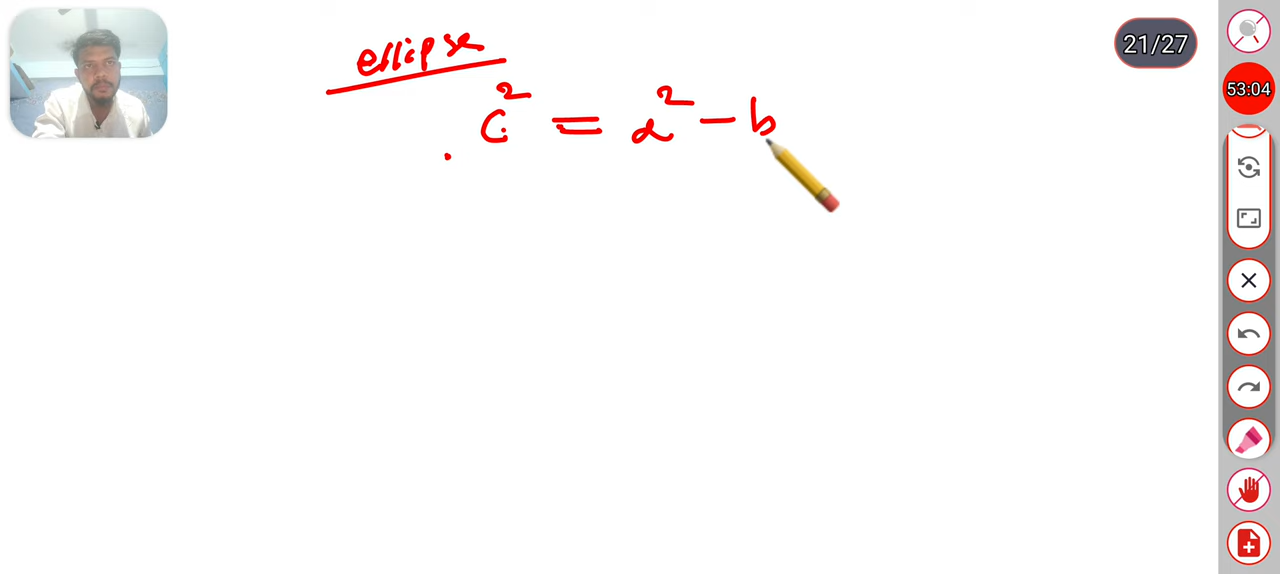 21/27
ellipse
c² = a² - b
53:04